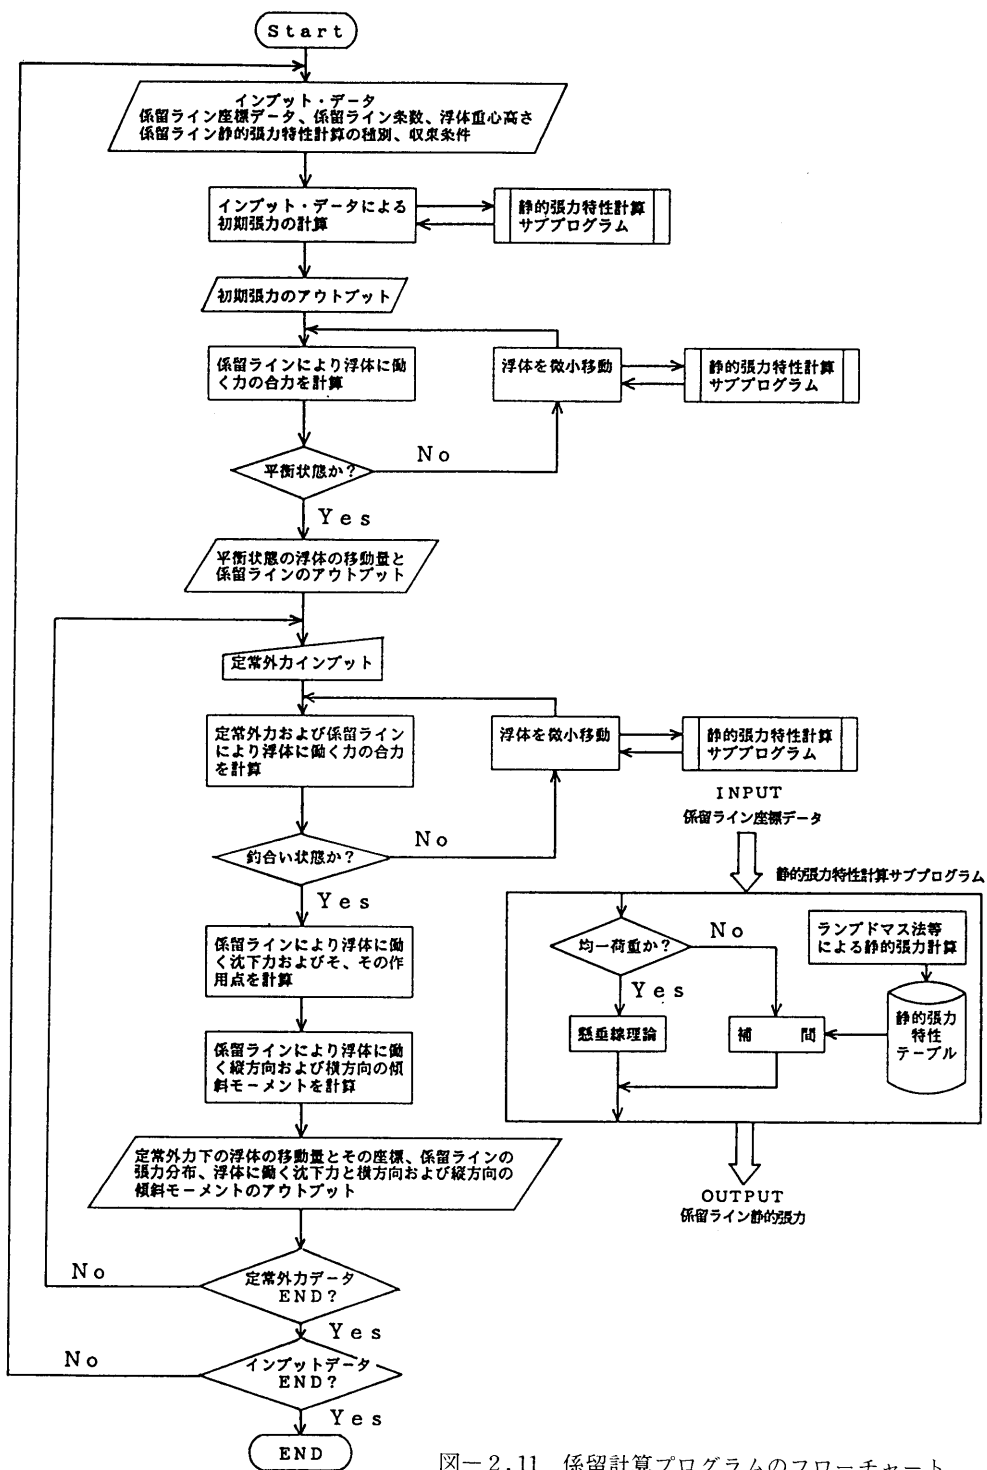 Start
インプット・データ
係留ライン座標データ、係留ライン条数、浮体重心高さ
係留ライン静的張力特性計算の種別、収束条件
インプット・データによる
初期張力の計算
静的張力特性計算
サブプログラム
初期張力のアウトプット
係留ラインにより浮体に働
く力の合力を計算
浮体を微小移動
静的張力特性計算
サブプログラム
平衡状態か?
No
Yes
平衡状態の浮体の移動量と
係留ラインのアウトプット
定常外力インプット
定常外力および係留ライン
により浮体に働く力の合力
を計算
浮体を微小移動
静的張力特性計算
サブプログラム
釣合い状態か?
No
Yes
係留ラインにより浮体に働
く沈下力およびそ、その作
用点を計算
係留ラインにより浮体に働
く縦方向および横方向の傾
斜モーメントを計算
定常外力下の浮体の移動量とその座標、係留ラインの
張力分布、浮体に働く沈下力と横方向および縦方向の
傾斜モーメントのアウトプット
定常外力データ
END?
No
Yes
インプットデータ
END?
No
Yes
END
INPUT
係留ライン座標データ
静的張力特性計算サブプログラム
均一荷重か?
No
Yes
懸垂線理論
補 間
ランプドマス法等
による静的張力計算
静的張力
特性
テーブル
OUTPUT
係留ライン静的張力
図-2.11 係留計算プログラムのフローチャート